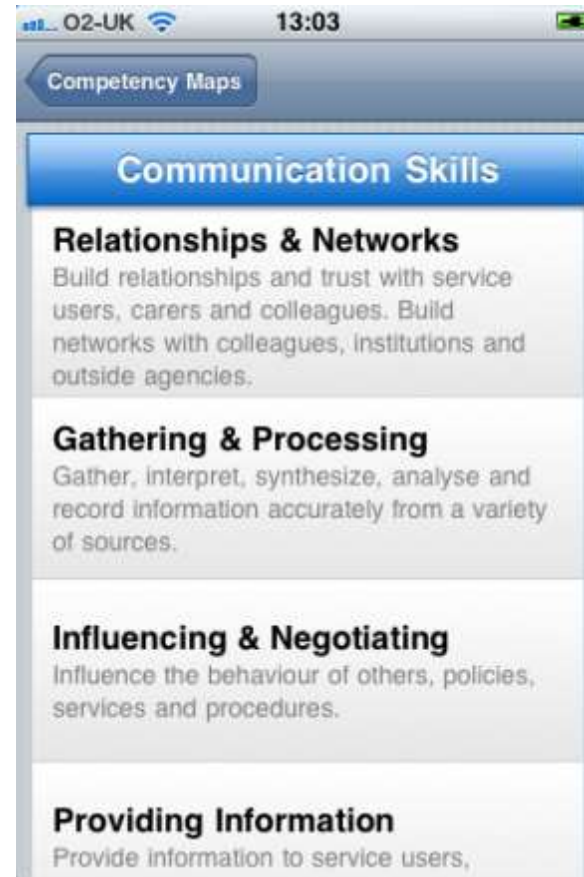 O2-UK 13:03
Competency Maps
Communication Skills
Relationships & Networks
Build relationships and trust with service
users, carers and colleagues. Build
networks with colleagues, institutions and
outside agencies.
Gathering & Processing
Gather, interpret, synthesize, analyse and
record information accurately from a variety
of sources.
Influencing & Negotiating
Influence the behaviour of others, policies,
services and procedures.
Providing Information
Provide information to service users,